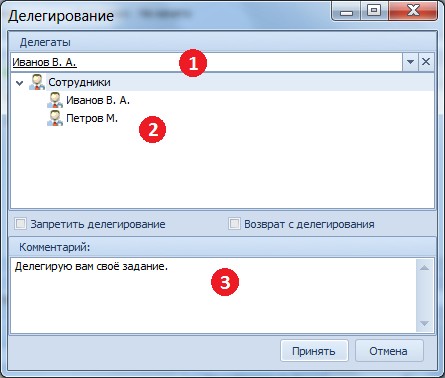 Делегирование
Делегаты
Иванов В. А.
1
Сотрудники
Иванов В. А.
Петров М.
2
Запретить делегирование Возврат с делегирования
Комментарий:
Делегирую вам своё задание.
3
Принять Отмена